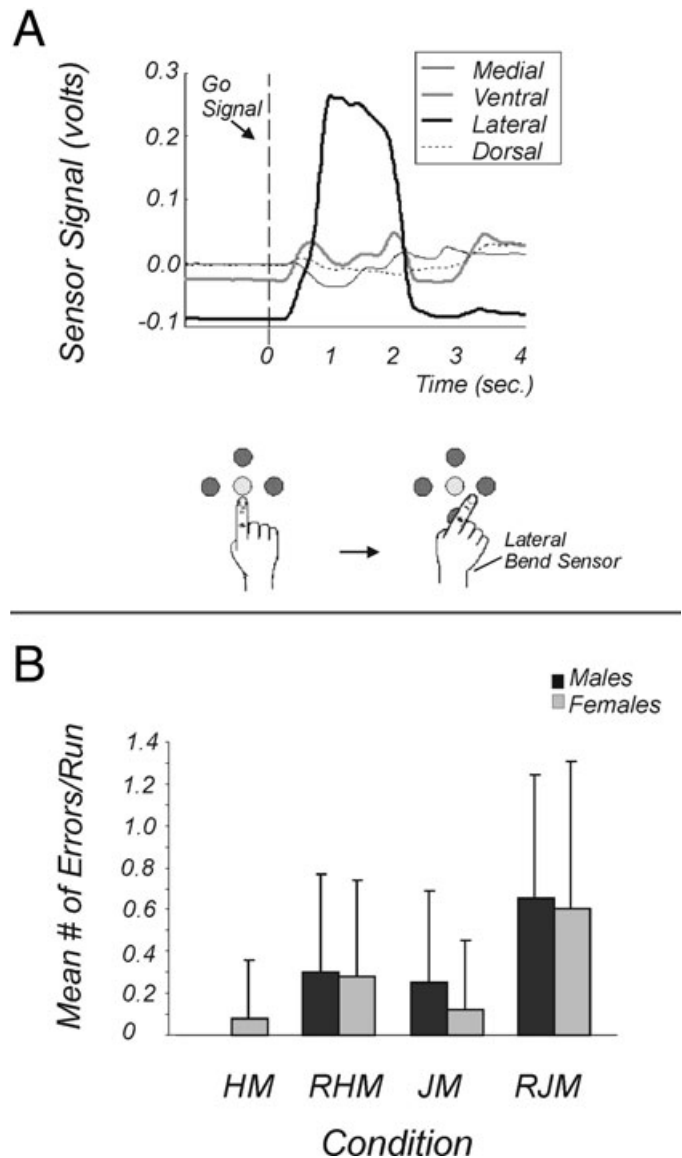 A
Sensor Signal (volts)
0.3
0.2
0.1
0.0
-0.1
Go
Signal
Medial
Ventral
Lateral
Dorsal
0 1 2 3 4
Time (sec.)
Lateral
Bend Sensor
B
Males
Females
Mean # of Errors/Run
1.4
1.2
1.0
0.8
0.6
0.4
0.2
0
HM RHM JM RJM
Condition